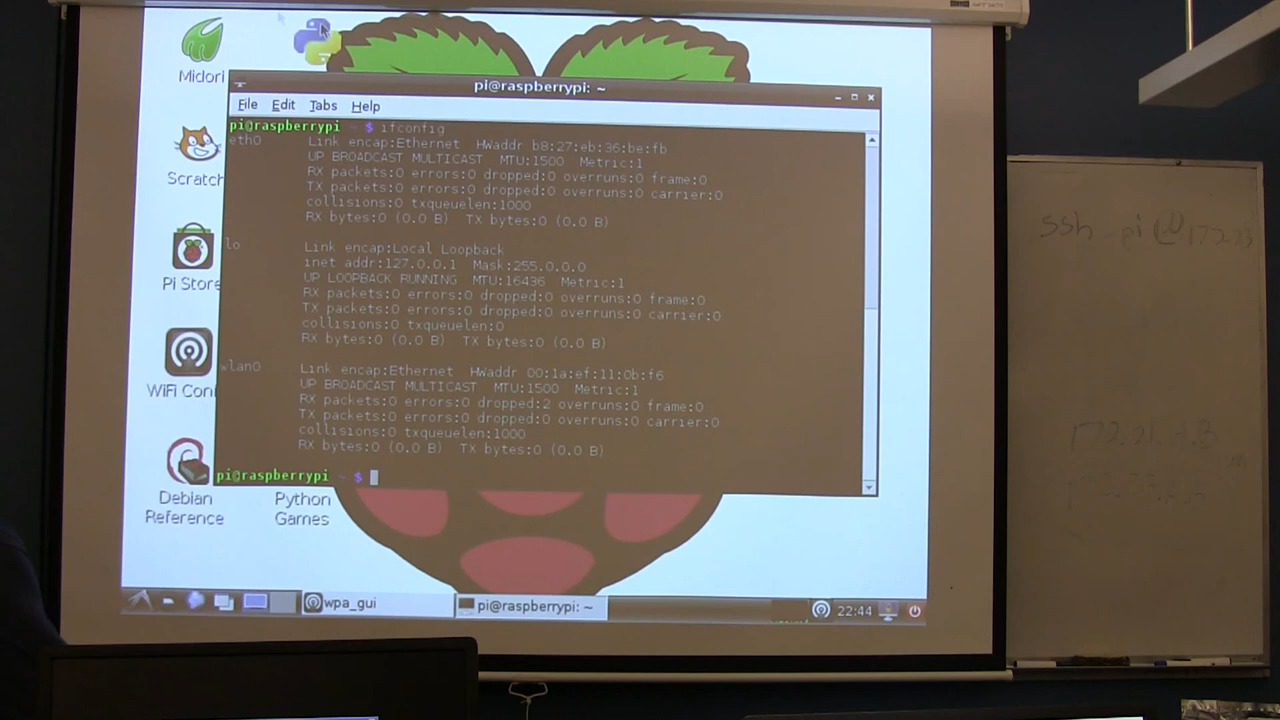 Midori
Scratch
Pi Store
WiFi Conf
Debian
Reference
Python
Games
pi@raspberrypi: ~
File Edit Tabs Help
pi@raspberrypi ~ $ ifconfig
eth0 Link encap:Ethernet HWaddr b8:27:eb:36:be:fb
UP BROADCAST MULTICAST MTU:1500 Metric:1
RX packets:0 errors:0 dropped:0 overruns:0 frame:0
TX packets:0 errors:0 dropped:0 overruns:0 carrier:0
collisions:0 txqueuelen:1000
RX bytes:0 (0.0 B) TX bytes:0 (0.0 B)
lo Link encap:Local Loopback
inet addr:127.0.0.1 Mask:255.0.0.0
UP LOOPBACK RUNNING MTU:16436 Metric:1
RX packets:0 errors:0 dropped:0 overruns:0 frame:0
TX packets:0 errors:0 dropped:0 overruns:0 carrier:0
collisions:0 txqueuelen:0
RX bytes:0 (0.0 B) TX bytes:0 (0.0 B)
wlan0 Link encap:Ethernet HWaddr 00:1a:ef:11:0b:f6
UP BROADCAST MULTICAST MTU:1500 Metric:1
RX packets:0 errors:0 dropped:2 overruns:0 frame:0
TX packets:0 errors:0 dropped:0 overruns:0 carrier:0
collisions:0 txqueuelen:1000
RX bytes:0 (0.0 B) TX bytes:0 (0.0 B)
pi@raspberrypi ~ $
wpa_gui
pi@raspberrypi: ~
22:44
ssh pi@